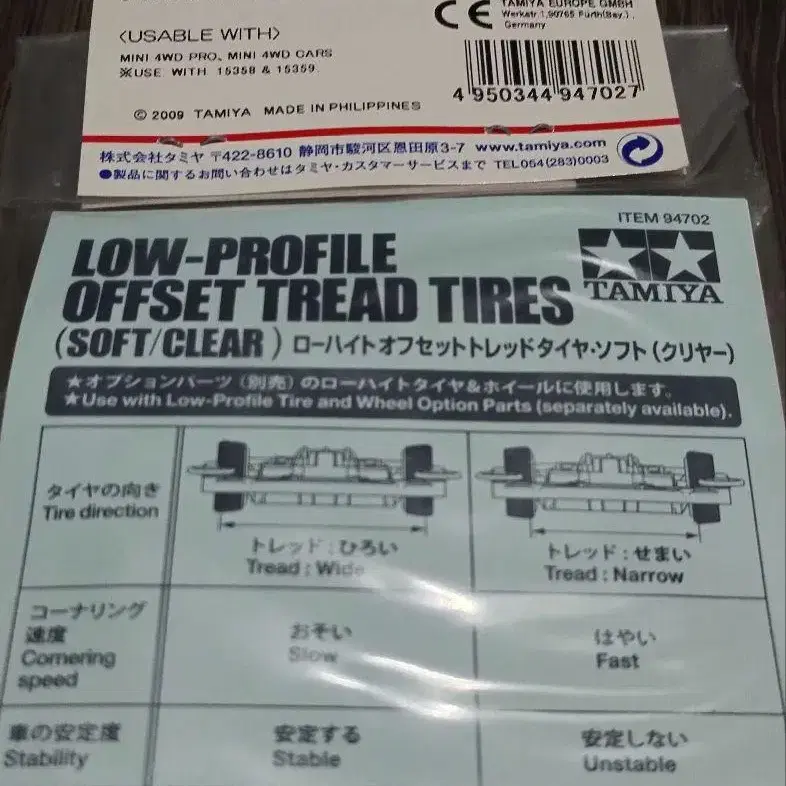 TAMIYA EUROPE GMBH
Werkstr.1,90765 Fürth(Bay.),
Germany
CE
〈USABLE WITH〉
MINI 4WD PRO, MINI 4WD CARS
※USE WITH 15358 & 15359
4 950344 947027
© 2009 TAMIYA MADE IN PHILIPPINES
株式会社タミヤ 〒422-8610 静岡市駿河区恩田原3-7 www.tamiya.com
●製品に関するお問い合わせはタミヤ・カスタマーサービスまで TEL054(283)0003
ITEM 94702
LOW-PROFILE
OFFSET TREAD TIRES
TAMIYA
(SOFT/CLEAR) ローハイトオフセットトレッドタイヤ・ソフト(クリヤー)
★オプションパーツ(別売)のローハイトタイヤ&ホイールに使用します。
★Use with Low-Profile Tire and Wheel Option Parts (separately available).
タイヤの向き
Tire direction
トレッド:ひろい
Tread : Wide
トレッド:せまい
Tread : Narrow
コーナリング
速度
Cornering
speed
おそい
Slow
はやい
Fast
車の安定度
Stability
安定する
Stable
安定しない
Unstable